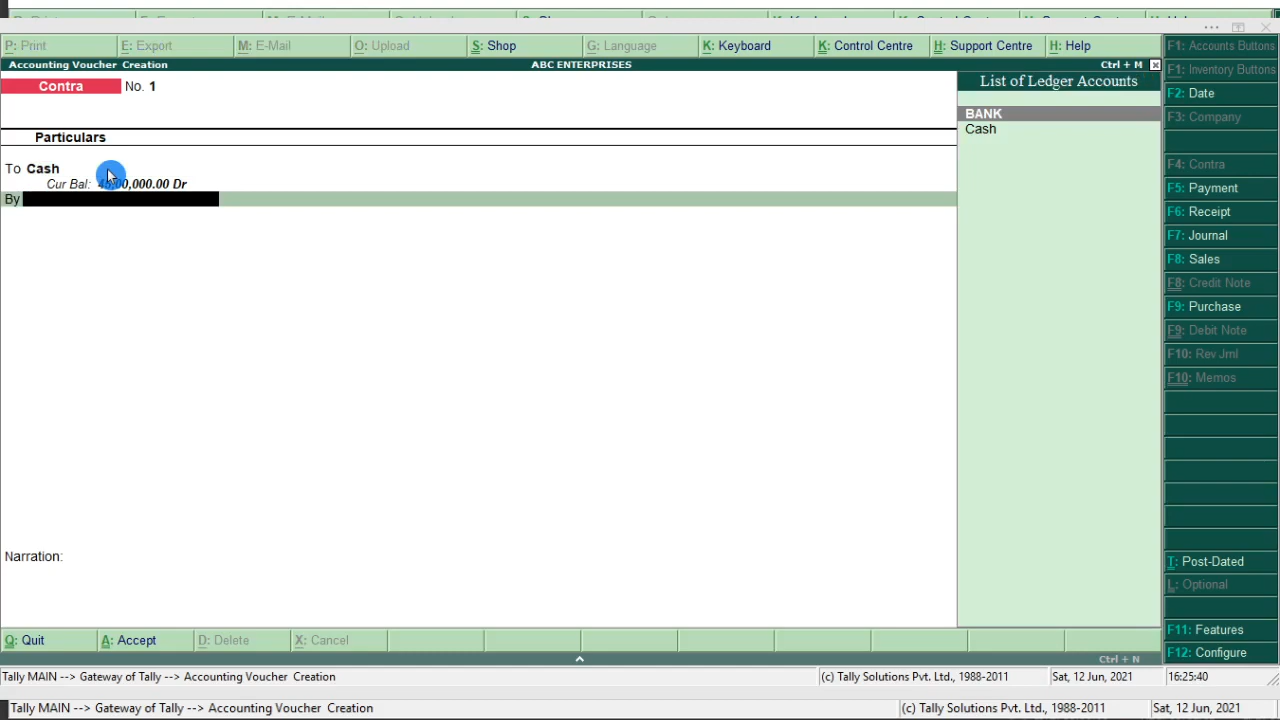 P: Print E: Export M: E-Mail O: Upload S: Shop G: Language K: Keyboard K: Control Centre H: Support Centre H: Help
Accounting Voucher Creation ABC ENTERPRISES Ctrl + M
Contra No. 1
Particulars
To Cash
Cur Bal: 00,000.00 Dr
By
Narration:
List of Ledger Accounts
BANK
Cash
F1: Accounts Buttons
F1: Inventory Buttons
F2: Date
F3: Company
F4: Contra
F5: Payment
F6: Receipt
F7: Journal
F8: Sales
F8: Credit Note
F9: Purchase
F9: Debit Note
F10: Rev Jrnl
F10: Memos
T: Post-Dated
L: Optional
F11: Features
F12: Configure
Q: Quit A: Accept D: Delete X: Cancel
Ctrl + N
Tally MAIN --> Gateway of Tally --> Accounting Voucher Creation (c) Tally Solutions Pvt. Ltd., 1988-2011 Sat, 12 Jun, 2021 16:25:40
Tally MAIN --> Gateway of Tally --> Accounting Voucher Creation (c) Tally Solutions Pvt. Ltd., 1988-2011 Sat, 12 Jun, 2021